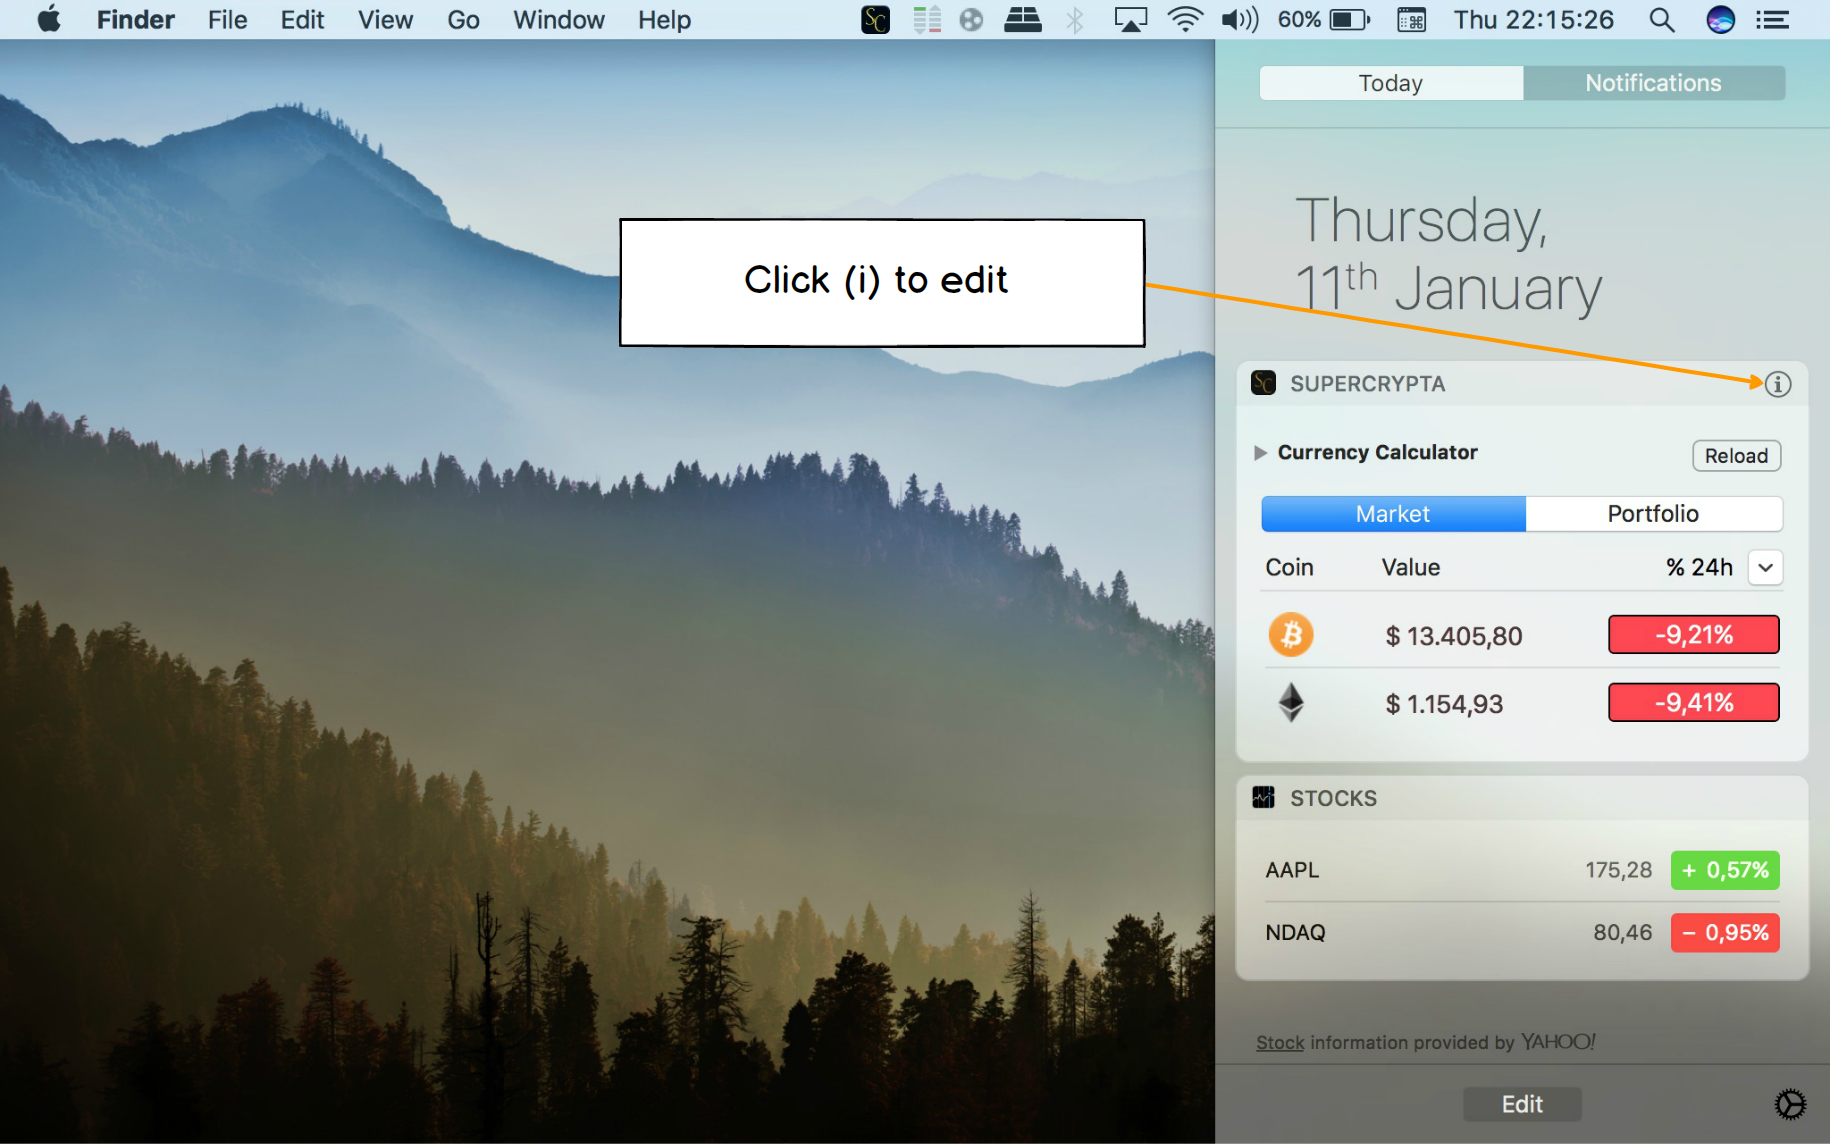 Finder File Edit View Go Window Help SC 60% Thu 22:15:26
Today Notifications
Thursday,
11th January
Click (i) to edit
SC SUPERCRYPTA i
Currency Calculator Reload
Market Portfolio
Coin Value % 24h
$ 13.405,80 -9,21%
$ 1.154,93 -9,41%
STOCKS
AAPL 175,28 + 0,57%
NDAQ 80,46 − 0,95%
Stock information provided by YAHOO!
Edit